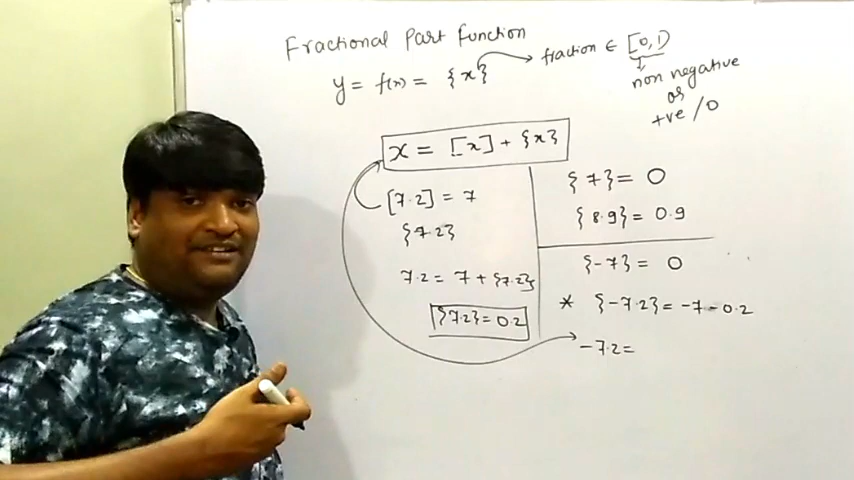 Fractional Part Function
y = f(x) = {x} → fraction ∈ [0,1)
non negative
or
+ve / 0
x = [x] + {x}
[7.2] = 7
{7.2}
7.2 = 7 + {7.2}
{7.2} = 0.2
{7} = 0
{8.9} = 0.9
{-7} = 0
* {-7.2} = -7 - 0.2
-7.2 =